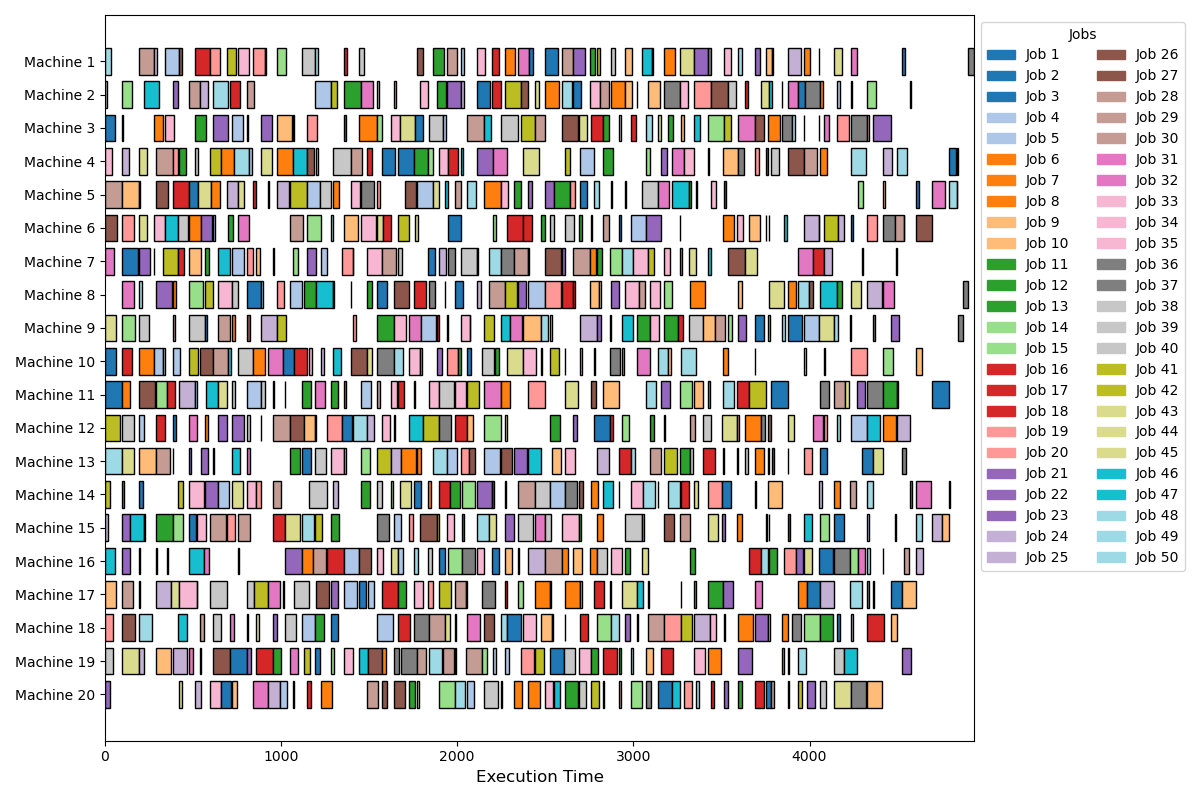 Machine 1
Machine 2
Machine 3
Machine 4
Machine 5
Machine 6
Machine 7
Machine 8
Machine 9
Machine 10
Machine 11
Machine 12
Machine 13
Machine 14
Machine 15
Machine 16
Machine 17
Machine 18
Machine 19
Machine 20
0 1000 2000 3000 4000
Execution Time
Jobs
Job 1 Job 26
Job 2 Job 27
Job 3 Job 28
Job 4 Job 29
Job 5 Job 30
Job 6 Job 31
Job 7 Job 32
Job 8 Job 33
Job 9 Job 34
Job 10 Job 35
Job 11 Job 36
Job 12 Job 37
Job 13 Job 38
Job 14 Job 39
Job 15 Job 40
Job 16 Job 41
Job 17 Job 42
Job 18 Job 43
Job 19 Job 44
Job 20 Job 45
Job 21 Job 46
Job 22 Job 47
Job 23 Job 48
Job 24 Job 49
Job 25 Job 50